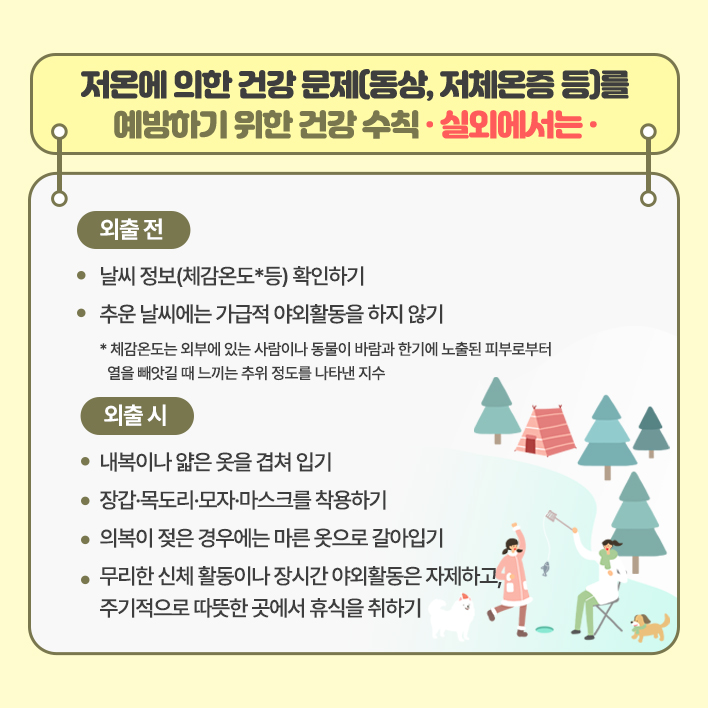 저온에 의한 건강 문제(동상, 저체온증 등)를
예방하기 위한 건강 수칙 · 실외에서는 ·
외출 전
• 날씨 정보(체감온도*등) 확인하기
• 추운 날씨에는 가급적 야외활동을 하지 않기
* 체감온도는 외부에 있는 사람이나 동물이 바람과 한기에 노출된 피부로부터
열을 빼앗길 때 느끼는 추위 정도를 나타낸 지수
외출 시
• 내복이나 얇은 옷을 겹쳐 입기
• 장갑·목도리·모자·마스크를 착용하기
• 의복이 젖은 경우에는 마른 옷으로 갈아입기
• 무리한 신체 활동이나 장시간 야외활동은 자제하고,
주기적으로 따뜻한 곳에서 휴식을 취하기